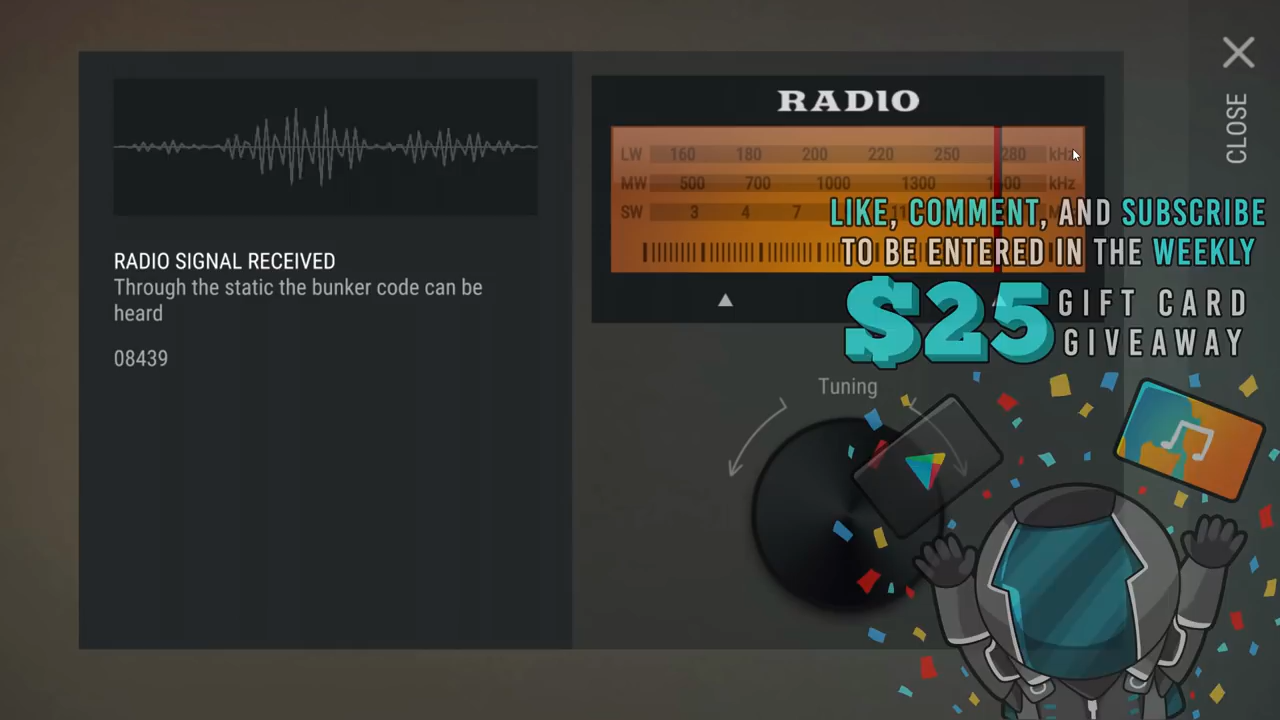 CLOSE
RADIO
LW 160 180 200 220 250 280 kHz
MW 500 700 1000 1300 kHz
SW 3 4 7
RADIO SIGNAL RECEIVED
Through the static the bunker code can be
heard
08439
LIKE, COMMENT, AND SUBSCRIBE
TO BE ENTERED IN THE WEEKLY
$25 GIFT CARD
GIVEAWAY
Tuning